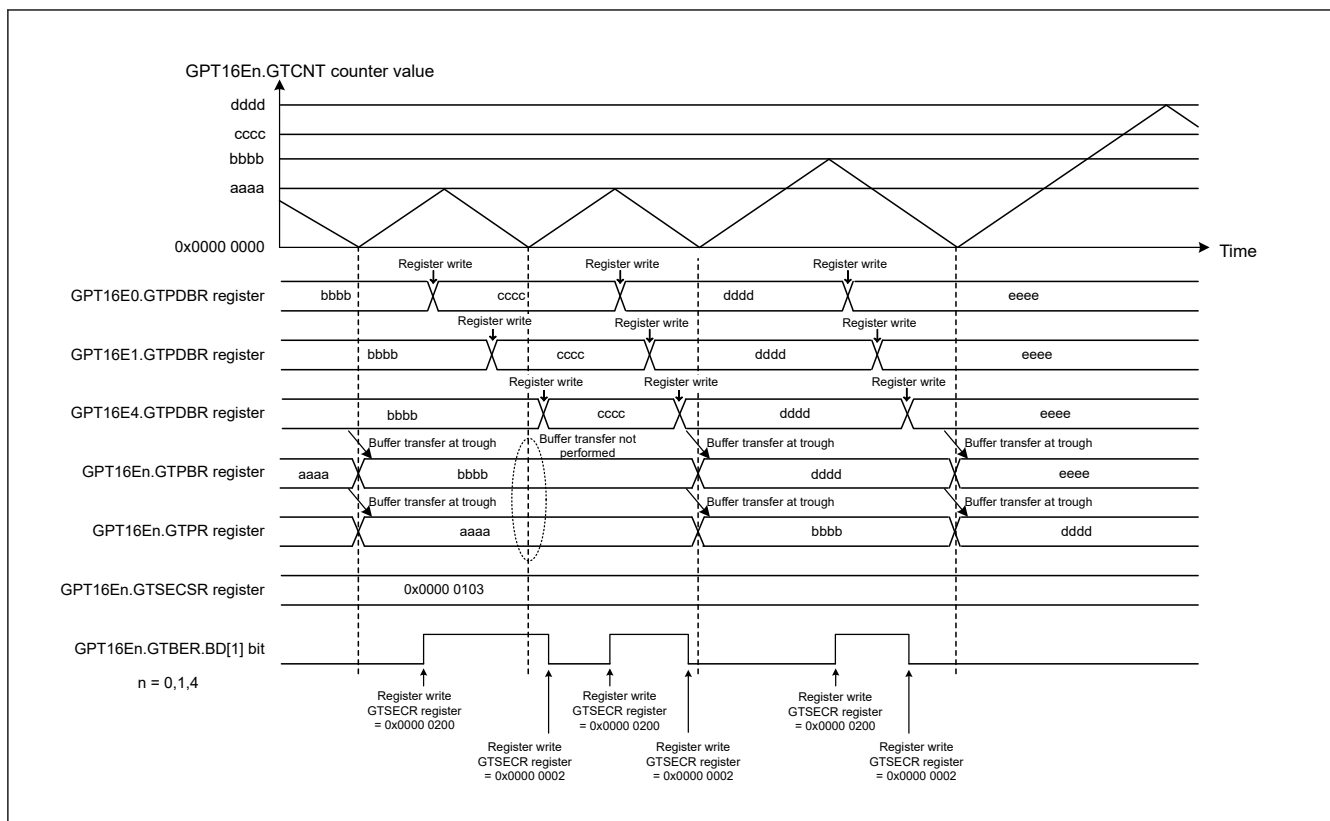 GPT16En.GTCNT counter value
dddd
cccc
bbbb
aaaa
0x0000 0000
Time
Register write Register write Register write
GPT16E0.GTPDBR register bbbb cccc dddd eeee
Register write Register write Register write
GPT16E1.GTPDBR register bbbb cccc dddd eeee
Register write Register write Register write
GPT16E4.GTPDBR register bbbb cccc dddd eeee
Buffer transfer at trough Buffer transfer not Buffer transfer at trough Buffer transfer at trough
performed
GPT16En.GTPBR register aaaa bbbb dddd eeee
Buffer transfer at trough Buffer transfer at trough Buffer transfer at trough
GPT16En.GTPR register aaaa bbbb dddd
GPT16En.GTSECSR register 0x0000 0103
GPT16En.GTBER.BD[1] bit
n = 0,1,4
Register write Register write Register write
GTSECR register GTSECR register GTSECR register
= 0x0000 0200 = 0x0000 0200 = 0x0000 0200
Register write Register write Register write
GTSECR register GTSECR register GTSECR register
= 0x0000 0002 = 0x0000 0002 = 0x0000 0002